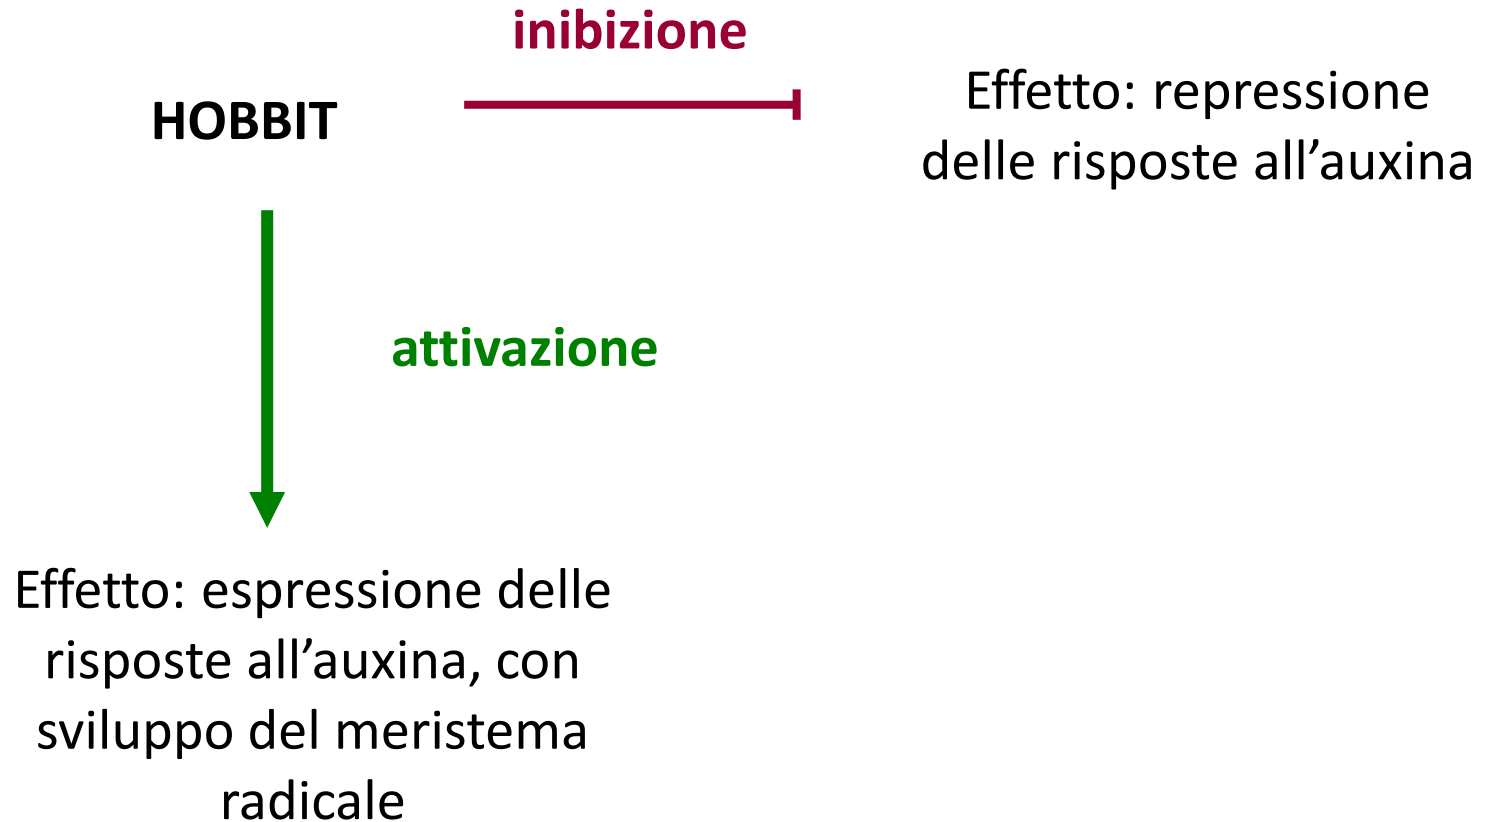 inibizione
HOBBIT
Effetto: repressione
delle risposte all’auxina
attivazione
Effetto: espressione delle
risposte all’auxina, con
sviluppo del meristema
radicale